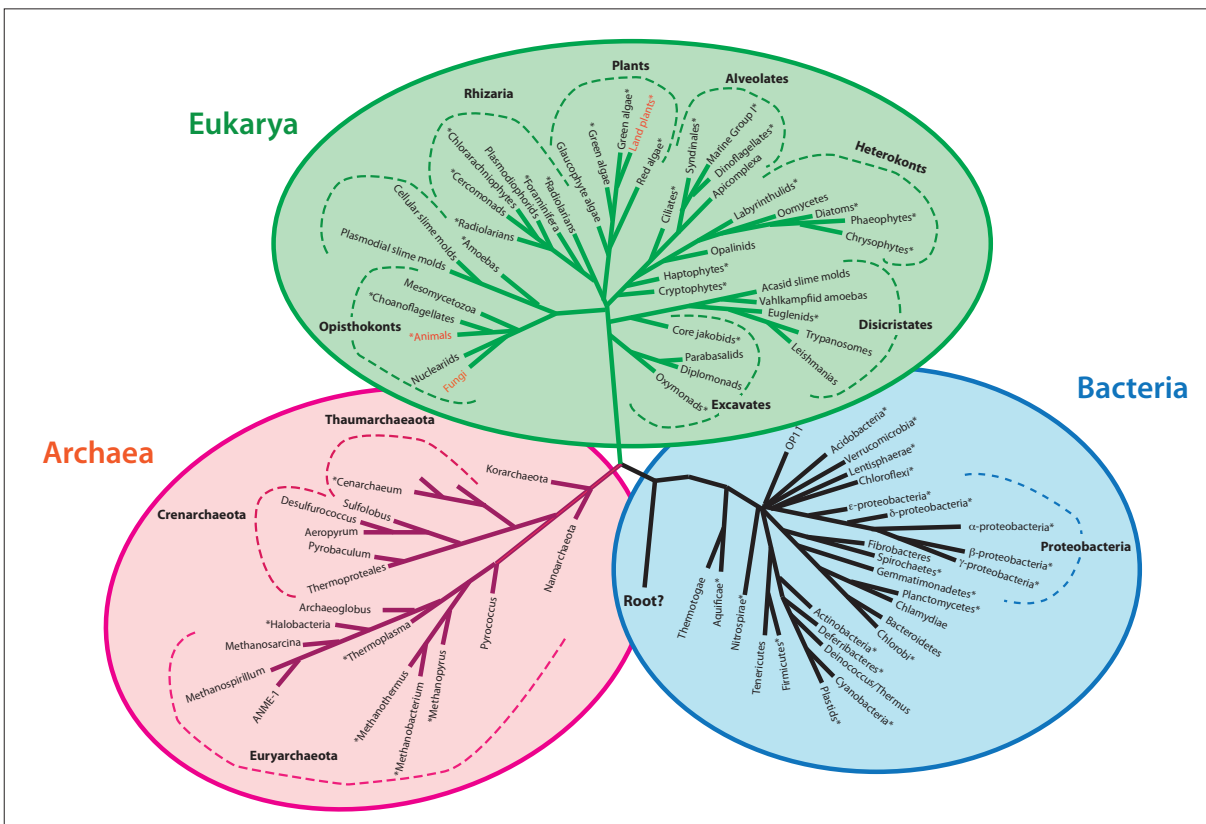 Eukarya
Plants
Alveolates
Rhizaria
Heterokonts
Opisthokonts
Disicristates
Excavates
Plasmodial slime molds
Cellular slime molds
*Amoebas
*Radiolarians
*Cercomonads
*Chlorarachniophytes
Plasmodiophorids
*Foraminifera
*Radiolarians
Glaucophyte algae
*Green algae
Green algae*
Land plants*
Red algae*
Ciliates*
Syndinales*
Marine Group I*
Dinoflagellates*
Apicomplexa
Labyrinthulids*
Oomycetes
Diatoms*
Phaeophytes*
Chrysophytes*
Opalinids
Haptophytes*
Cryptophytes*
Acasid slime molds
Vahlkampfiid amoebas
Euglenids*
Trypanosomes
Leishmanias
Core jakobids*
Parabasalids
Diplomonads
Oxymonads*
Mesomycetozoa
*Choanoflagellates
*Animals
Nucleariids
Fungi
Archaea
Thaumarchaeaota
Crenarchaeota
Euryarchaeota
Korarchaeota
*Cenarchaeum
Sulfolobus
Desulfurococcus
Aeropyrum
Pyrobaculum
Thermoproteales
Nanoarchaeota
Archaeoglobus
*Halobacteria
Methanosarcina
Methanospirillum
ANME-1
*Thermoplasma
*Methanothermus
*Methanobacterium
*Methanopyrus
Pyrococcus
Bacteria
Root?
Thermotogae
Aquificae*
Nitrospirae*
OP11
Acidobacteria*
Verrucomicrobia*
Lentisphaerae*
Chloroflexi*
ε-proteobacteria*
δ-proteobacteria*
α-proteobacteria*
β-proteobacteria*
γ-proteobacteria*
Proteobacteria
Fibrobacteres
Spirochaetes*
Gemmatimonadetes*
Planctomycetes*
Chlamydiae
Bacteroidetes
Chlorobi*
Actinobacteria*
Deferribacteres*
Deinococcus/Thermus
Cyanobacteria*
Plastids*
Firmicutes*
Tenericutes